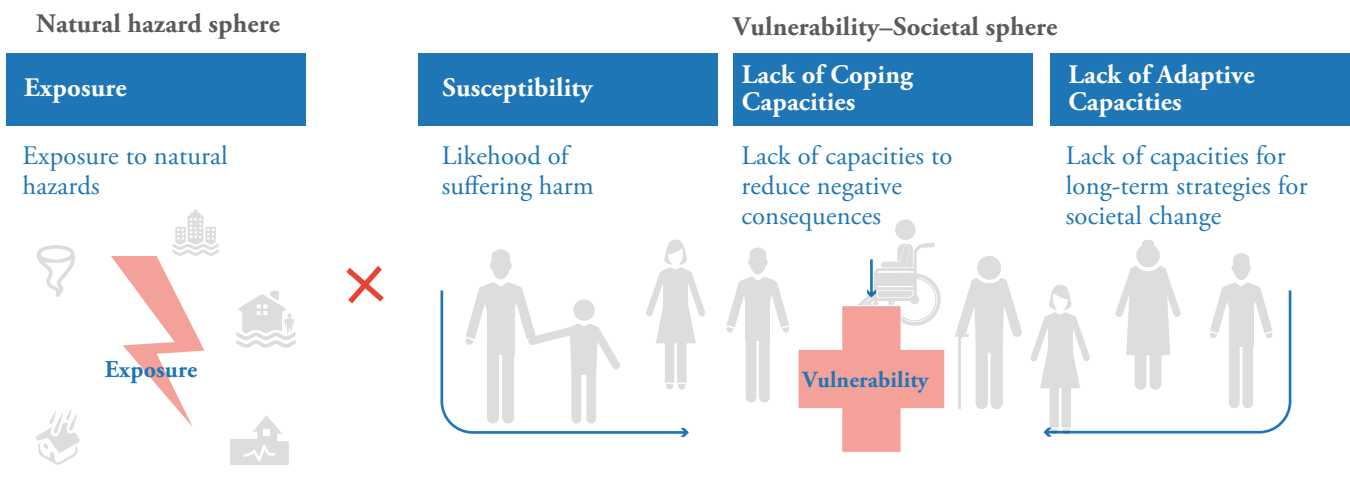 Natural hazard sphere
Vulnerability–Societal sphere
Exposure
Susceptibility
Lack of Coping
Capacities
Lack of Adaptive
Capacities
Exposure to natural
hazards
Likehood of
suffering harm
Lack of capacities to
reduce negative
consequences
Lack of capacities for
long-term strategies for
societal change
Exposure
Vulnerability